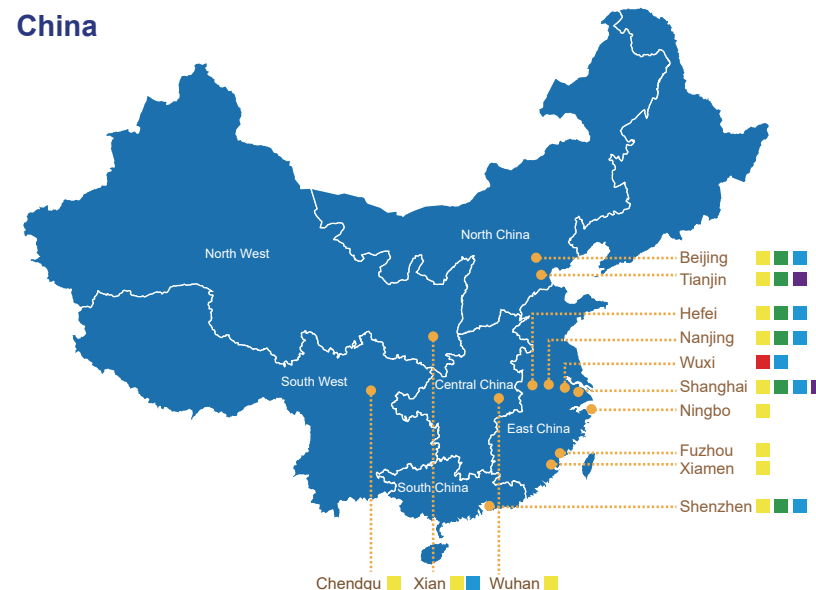 China
North China
North West
Beijing
Tianjin
Hefei
Nanjing
Wuxi
South West
Central China
Shanghai
Ningbo
East China
Fuzhou
Xiamen
South China
Shenzhen
Chengdu
Xian
Wuhan